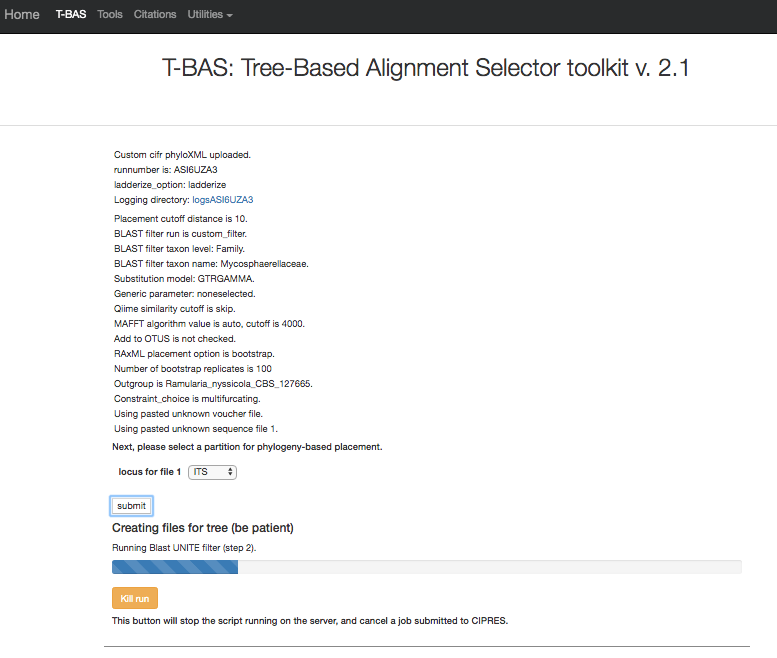 Home T-BAS Tools Citations Utilities
T-BAS: Tree-Based Alignment Selector toolkit v. 2.1
Custom cifr phyloXML uploaded.
runnumber is: ASI6UZA3
ladderize_option: ladderize
Logging directory: logsASI6UZA3
Placement cutoff distance is 10.
BLAST filter run is custom_filter.
BLAST filter taxon level: Family.
BLAST filter taxon name: Mycosphaerellaceae.
Substitution model: GTRGAMMA.
Generic parameter: noneselected.
Qiime similarity cutoff is skip.
MAFFT algorithm value is auto, cutoff is 4000.
Add to OTUS is not checked.
RAxML placement option is bootstrap.
Number of bootstrap replicates is 100
Outgroup is Ramularia_nyssicola_CBS_127665.
Constraint_choice is multifurcating.
Using pasted unknown voucher file.
Using pasted unknown sequence file 1.
Next, please select a partition for phylogeny-based placement.
locus for file 1 ITS
submit
Creating files for tree (be patient)
Running Blast UNITE filter (step 2).
Kill run
This button will stop the script running on the server, and cancel a job submitted to CIPRES.